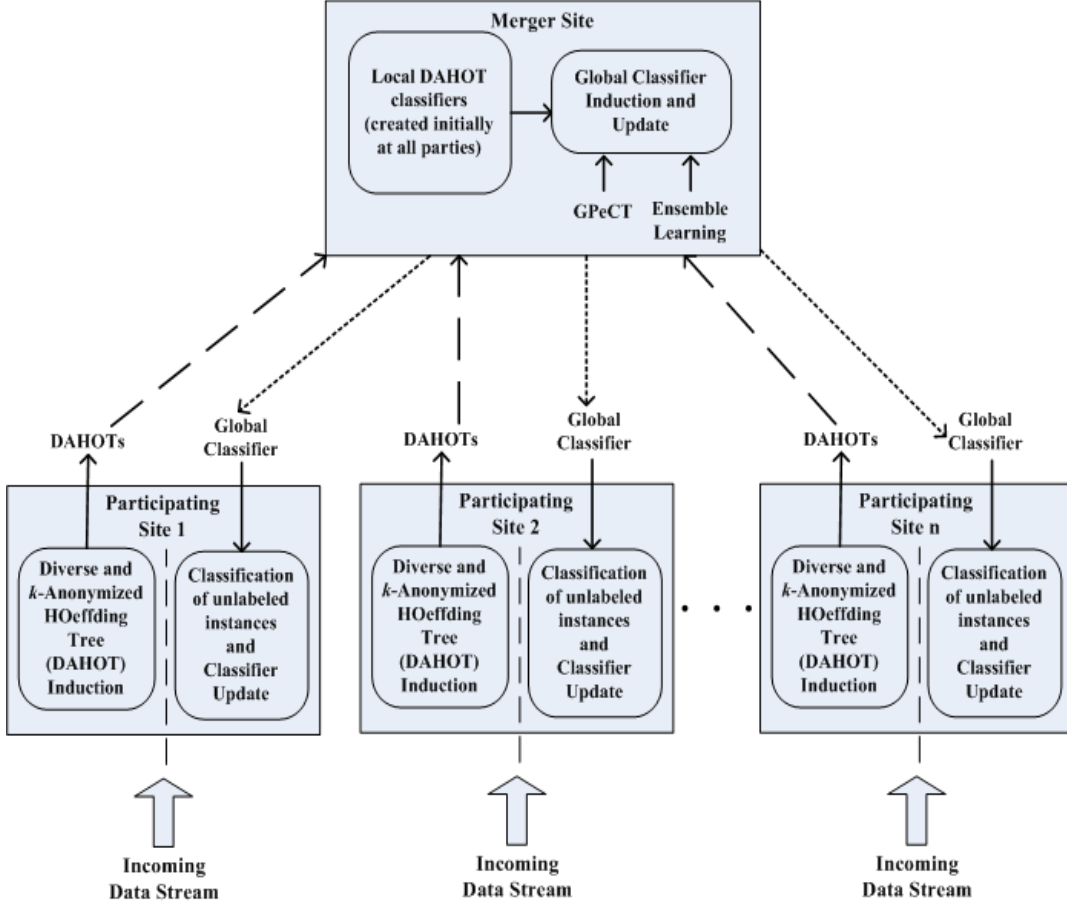 Merger Site
Local DAHOT
classifiers
(created initially
at all parties)
Global Classifier
Induction and
Update
GPeCT
Ensemble
Learning
DAHOTs
Global
Classifier
DAHOTs
Global
Classifier
DAHOTs
Global
Classifier
Participating
Site 1
Diverse and
k-Anonymized
HOeffding
Tree
(DAHOT)
Induction
Classification
of unlabeled
instances
and
Classifier
Update
Participating
Site 2
Diverse and
k-Anonymized
HOeffding
Tree
(DAHOT)
Induction
Classification
of unlabeled
instances
and
Classifier
Update
. . . .
Participating
Site n
Diverse and
k-Anonymized
HOeffding
Tree
(DAHOT)
Induction
Classification
of unlabeled
instances
and
Classifier
Update
Incoming
Data Stream
Incoming
Data Stream
Incoming
Data Stream